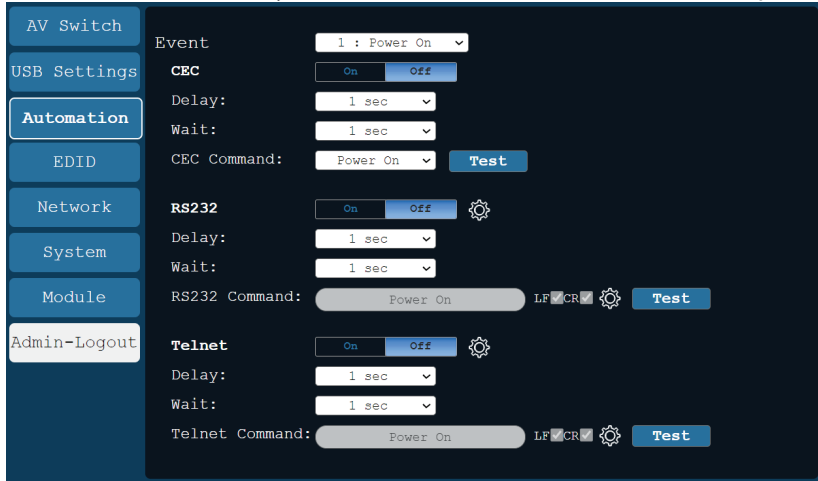 AV Switch
USB Settings
Automation
EDID
Network
System
Module
Admin-Logout
Event 1 : Power On
CEC On Off
Delay: 1 sec
Wait: 1 sec
CEC Command: Power On Test
RS232 On Off
Delay: 1 sec
Wait: 1 sec
RS232 Command: Power On LF CR Test
Telnet On Off
Delay: 1 sec
Wait: 1 sec
Telnet Command: Power On LF CR Test